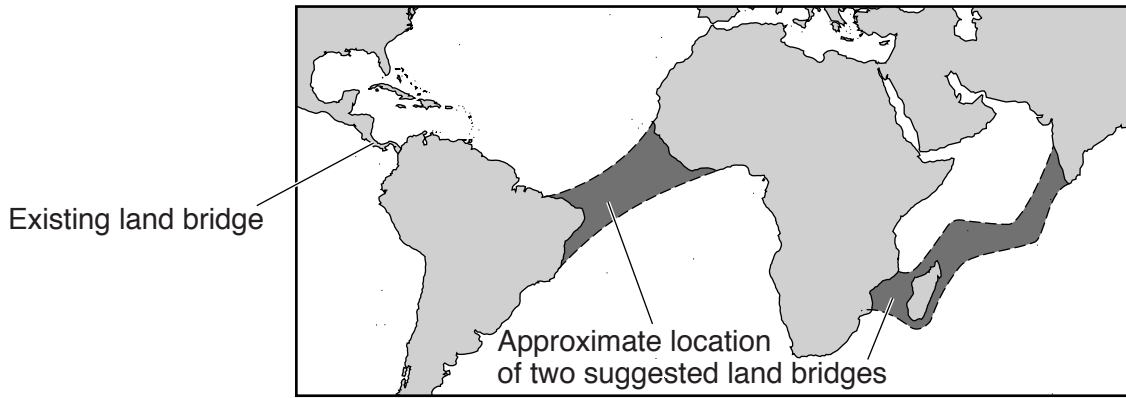 Existing land bridge
Approximate location
of two suggested land bridges